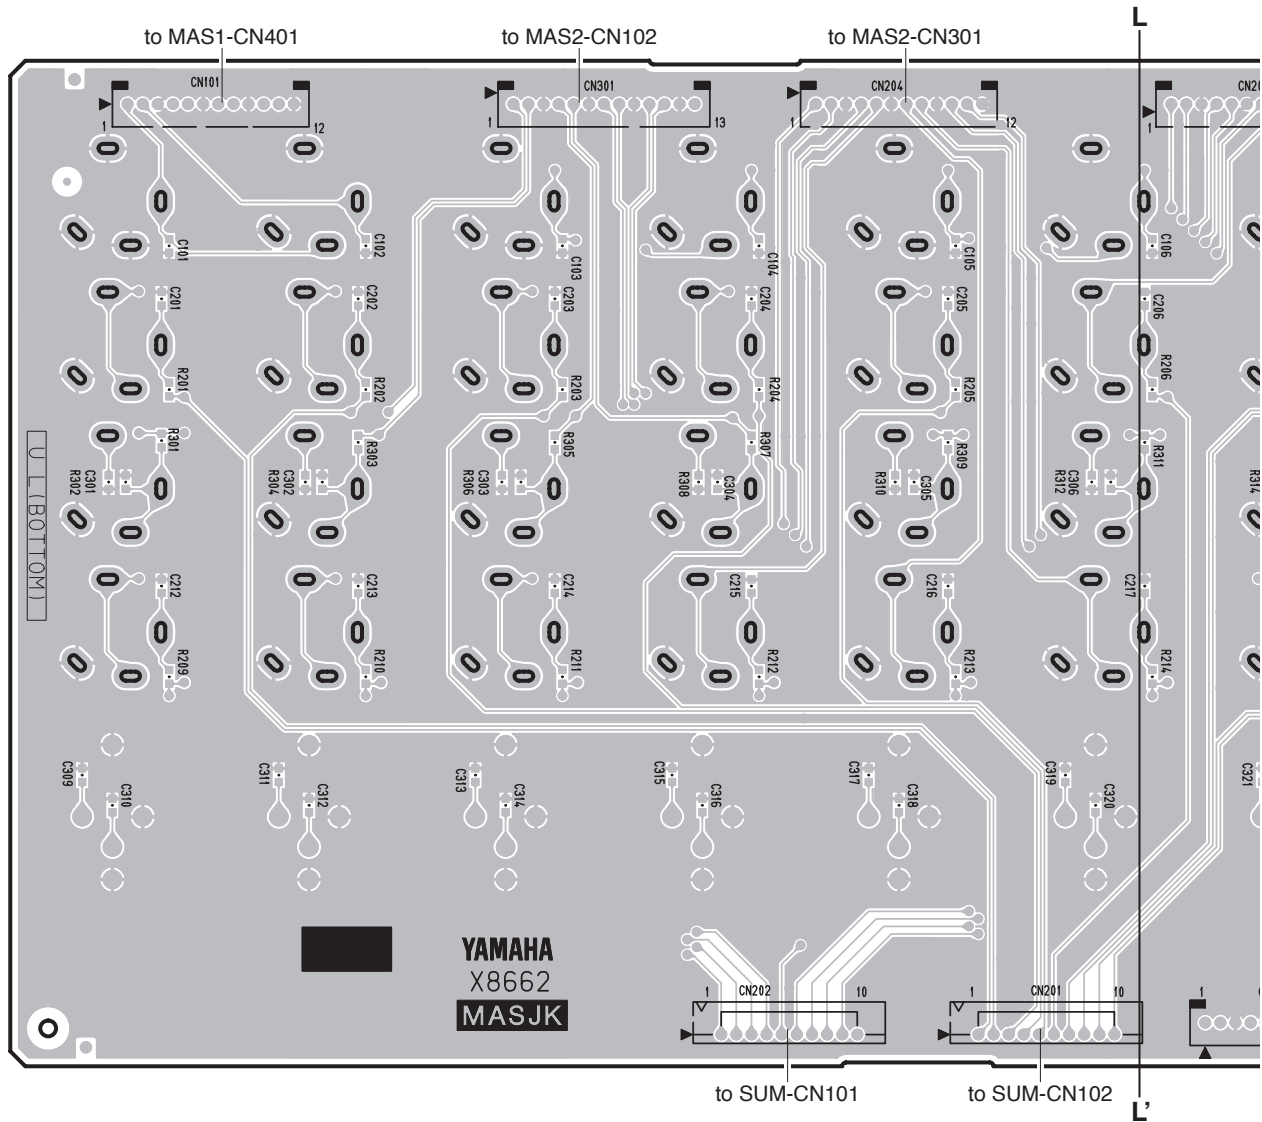 L
to MAS1-CN401
to MAS2-CN102
to MAS2-CN301
CN101
CN301
CN204
1
12
1
13
1
12
1
C101
C102
C103
C104
C105
C106
C201
C202
C203
C204
C205
C206
R201
R202
R203
R204
R205
R206
R301
R303
R305
R307
R309
R311
R302
C301
R304
C302
R306
C303
R308
C304
R310
C305
R312
C306
R314
UL(BOTTOM)
C212
C213
C214
C215
C216
C217
R209
R210
R211
R212
R213
R214
C309
C310
C311
C312
C313
C314
C315
C316
C317
C318
C319
C320
C321
YAMAHA
X8662
MASJK
1
CN202
10
1
CN201
10
1
to SUM-CN101
to SUM-CN102
L'